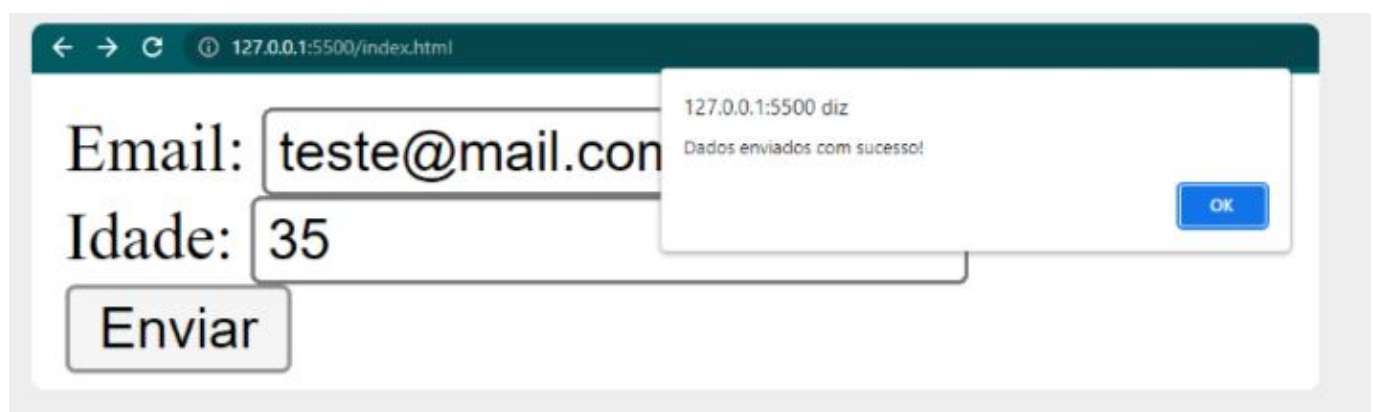 127.0.0.1:5500/index.html
127.0.0.1:5500 diz
Dados enviados com sucesso!
OK
Email: teste@mail.con
Idade: 35
Enviar